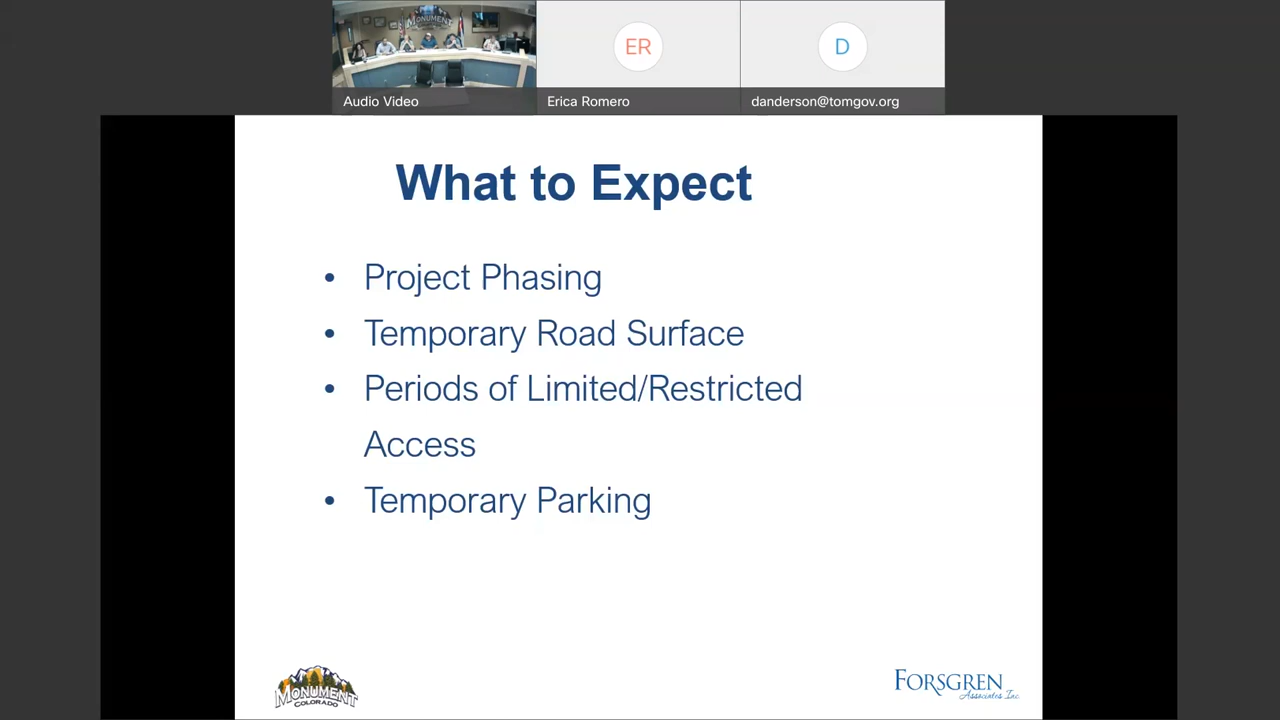 MONUMENT
ER
D
Audio Video
Erica Romero
danderson@tomgov.org
What to Expect
• Project Phasing
• Temporary Road Surface
• Periods of Limited/Restricted
Access
• Temporary Parking
MONUMENT
COLORADO
FORSGREN
Associates Inc.